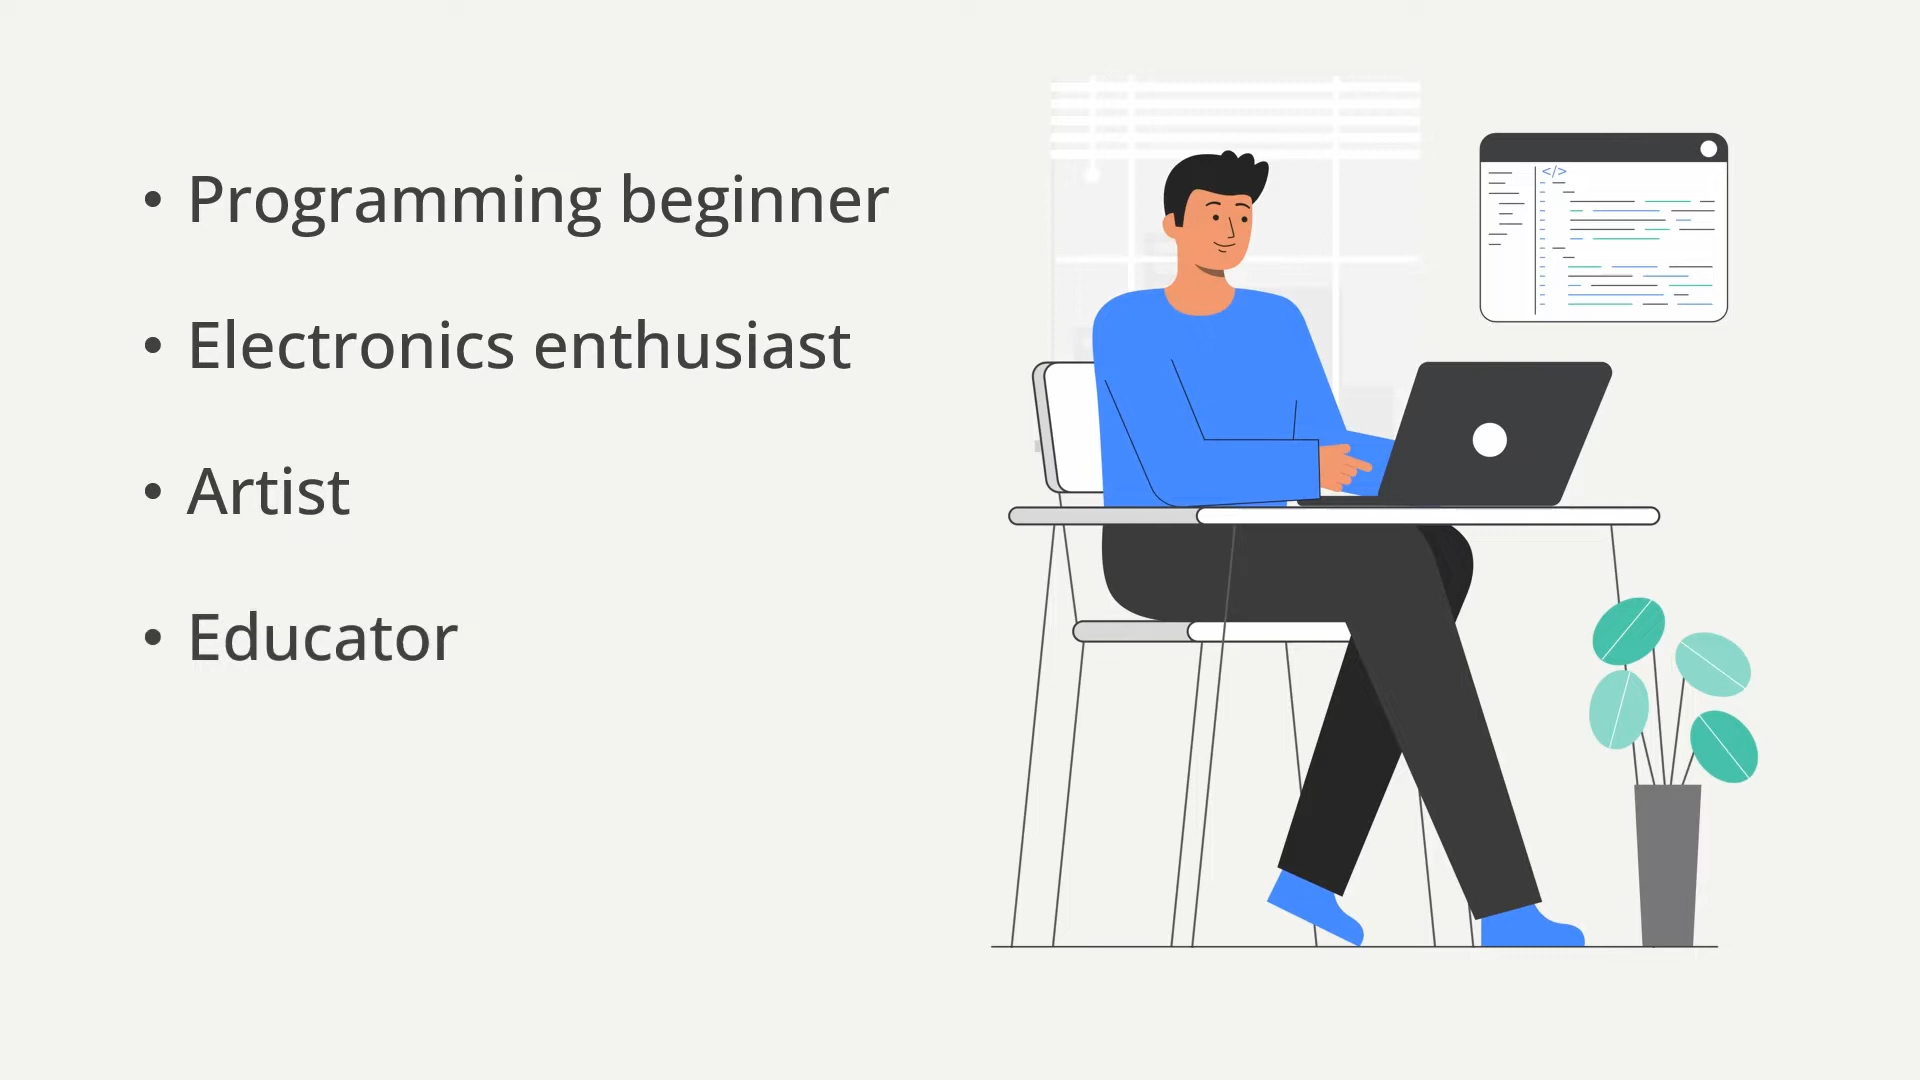 • Programming beginner
• Electronics enthusiast
• Artist
• Educator
</>